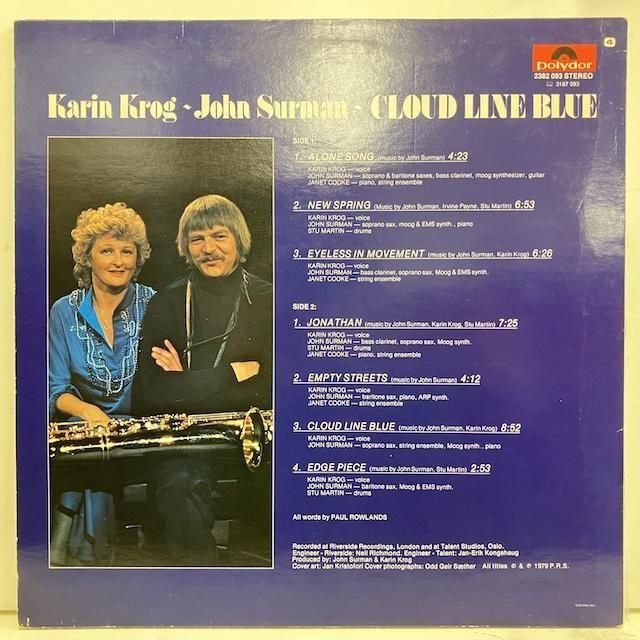 4
polydor
2382 093 STEREO
3187 093
Karin Krog ~ John Surman ~ CLOUD LINE BLUE
SIDE 1:
1. ALONE SONG (music by John Surman) 4:23
KARIN KROG — voice
JOHN SURMAN — soprano & baritone saxes, bass clarinet, moog synthesizer, guitar
JANET COOKE — piano, string ensemble
2. NEW SPRING (Music by John Surman, Irvine Payne, Stu Martin) 6:53
KARIN KROG — voice
JOHN SURMAN — soprano sax, moog & EMS synth., piano
STU MARTIN — drums
3. EYELESS IN MOVEMENT (music by John Surman, Karin Krog) 6:26
KARIN KROG — voice
JOHN SURMAN — bass clarinet, soprano sax, Moog & EMS synth.
JANET COOKE — string ensemble
SIDE 2:
1. JONATHAN (music by John Surman, Karin Krog, Stu Martin) 7:25
KARIN KROG — voice
JOHN SURMAN — bass clarinet, soprano sax, Moog synth.
STU MARTIN — drums
JANET COOKE — piano, string ensemble
2. EMPTY STREETS (music by John Surman) 4:12
KARIN KROG — voice
JOHN SURMAN — baritone sax, piano, ARP synth.
JANET COOKE — string ensemble
3. CLOUD LINE BLUE (music by John Surman, Karin Krog) 8:52
KARIN KROG — voice
JOHN SURMAN — soprano sax, string ensemble, Moog synth., piano
4. EDGE PIECE (music by John Surman, Stu Martin) 2:53
KARIN KROG — voice
JOHN SURMAN — baritone sax, Moog & EMS synth.
STU MARTIN — drums
All words by PAUL ROWLANDS
Recorded at Riverside Recordings, London and at Talent Studios, Oslo.
Engineer - Riverside: Neil Richmond, Engineer - Talent: Jan-Erik Kongshaug
Produced by: John Surman & Karin Krog
Cover art: Jan Kristofori Cover photographs: Odd Geir Sæther All titles © & ℗ 1979 P.R.S.